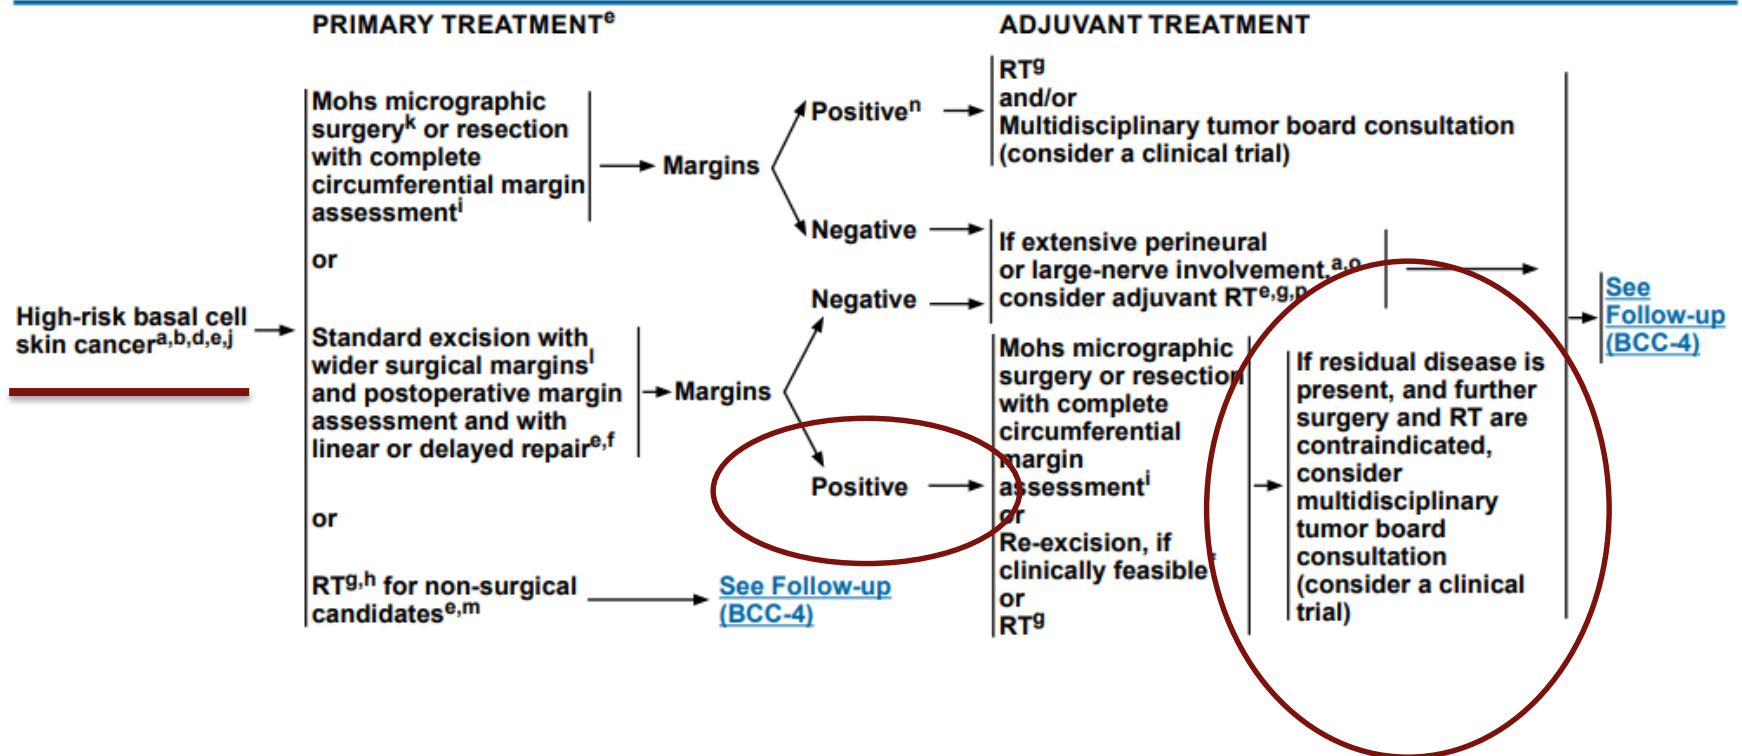 PRIMARY TREATMENTe
ADJUVANT TREATMENT
High-risk basal cell
skin cancera,b,d,e,j
Mohs micrographic
surgeryk or resection
with complete
circumferential margin
assessmenti
or
Standard excision with
wider surgical marginsl
and postoperative margin
assessment and with
linear or delayed repaire,f
or
RTg,h for non-surgical
candidatese,m
Margins
Positiven
Negative
Margins
Negative
Positive
See Follow-up
(BCC-4)
RTg
and/or
Multidisciplinary tumor board consultation
(consider a clinical trial)
If extensive perineural
or large-nerve involvement,a,o
consider adjuvant RTe,g,p
Mohs micrographic
surgery or resection
with complete
circumferential
margin
assessmenti
or
Re-excision, if
clinically feasible
or
RTg
If residual disease is
present, and further
surgery and RT are
contraindicated,
consider
multidisciplinary
tumor board
consultation
(consider a clinical
trial)
See
Follow-up
(BCC-4)